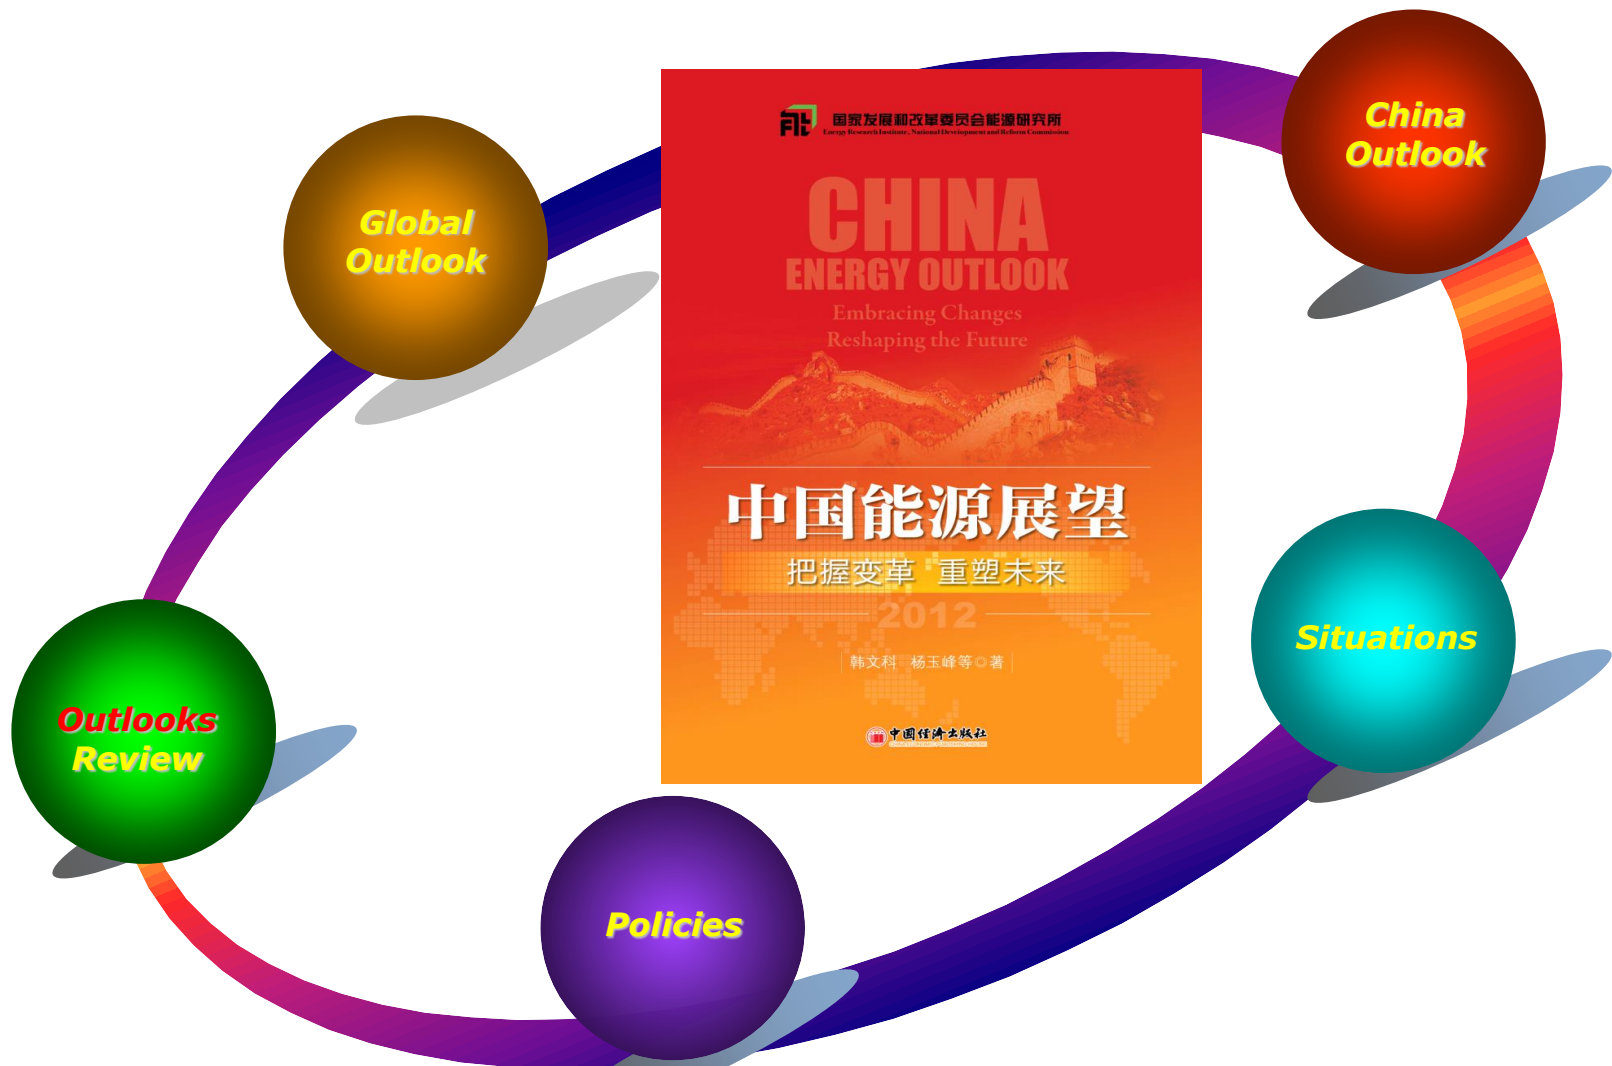 China
Outlook
Global
Outlook
国家发展和改革委员会能源研究所
Energy Research Institute, National Development and Reform Commission
CHINA
ENERGY OUTLOOK
Embracing Changes
Reshaping the Future
中国能源展望
把握变革 重塑未来
2012
韩文科 杨玉峰等◎著
中国经济出版社
Situations
Outlooks
Review
Policies